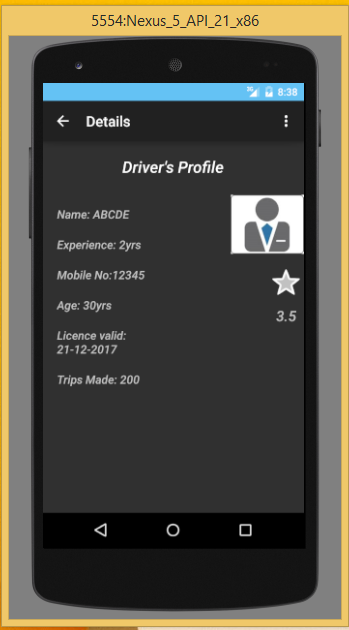 5554:Nexus_5_API_21_x86
3G 8:38
Details
Driver's Profile
Name: ABCDE
Experience: 2yrs
Mobile No:12345
3.5
Age: 30yrs
Licence valid:
21-12-2017
Trips Made: 200